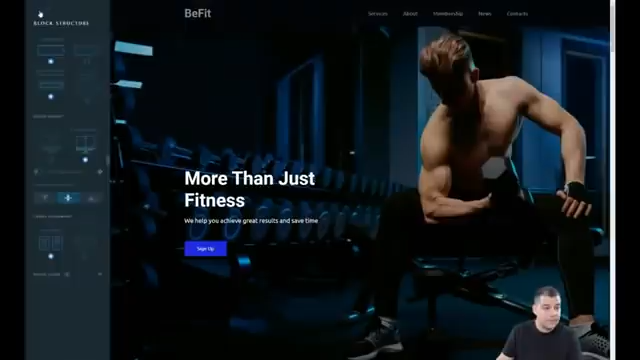 BLOCK STRUCTURE
BeFit
Services About Membership News Contacts
More Than Just
Fitness
We help you achieve great results and save time
Sign Up